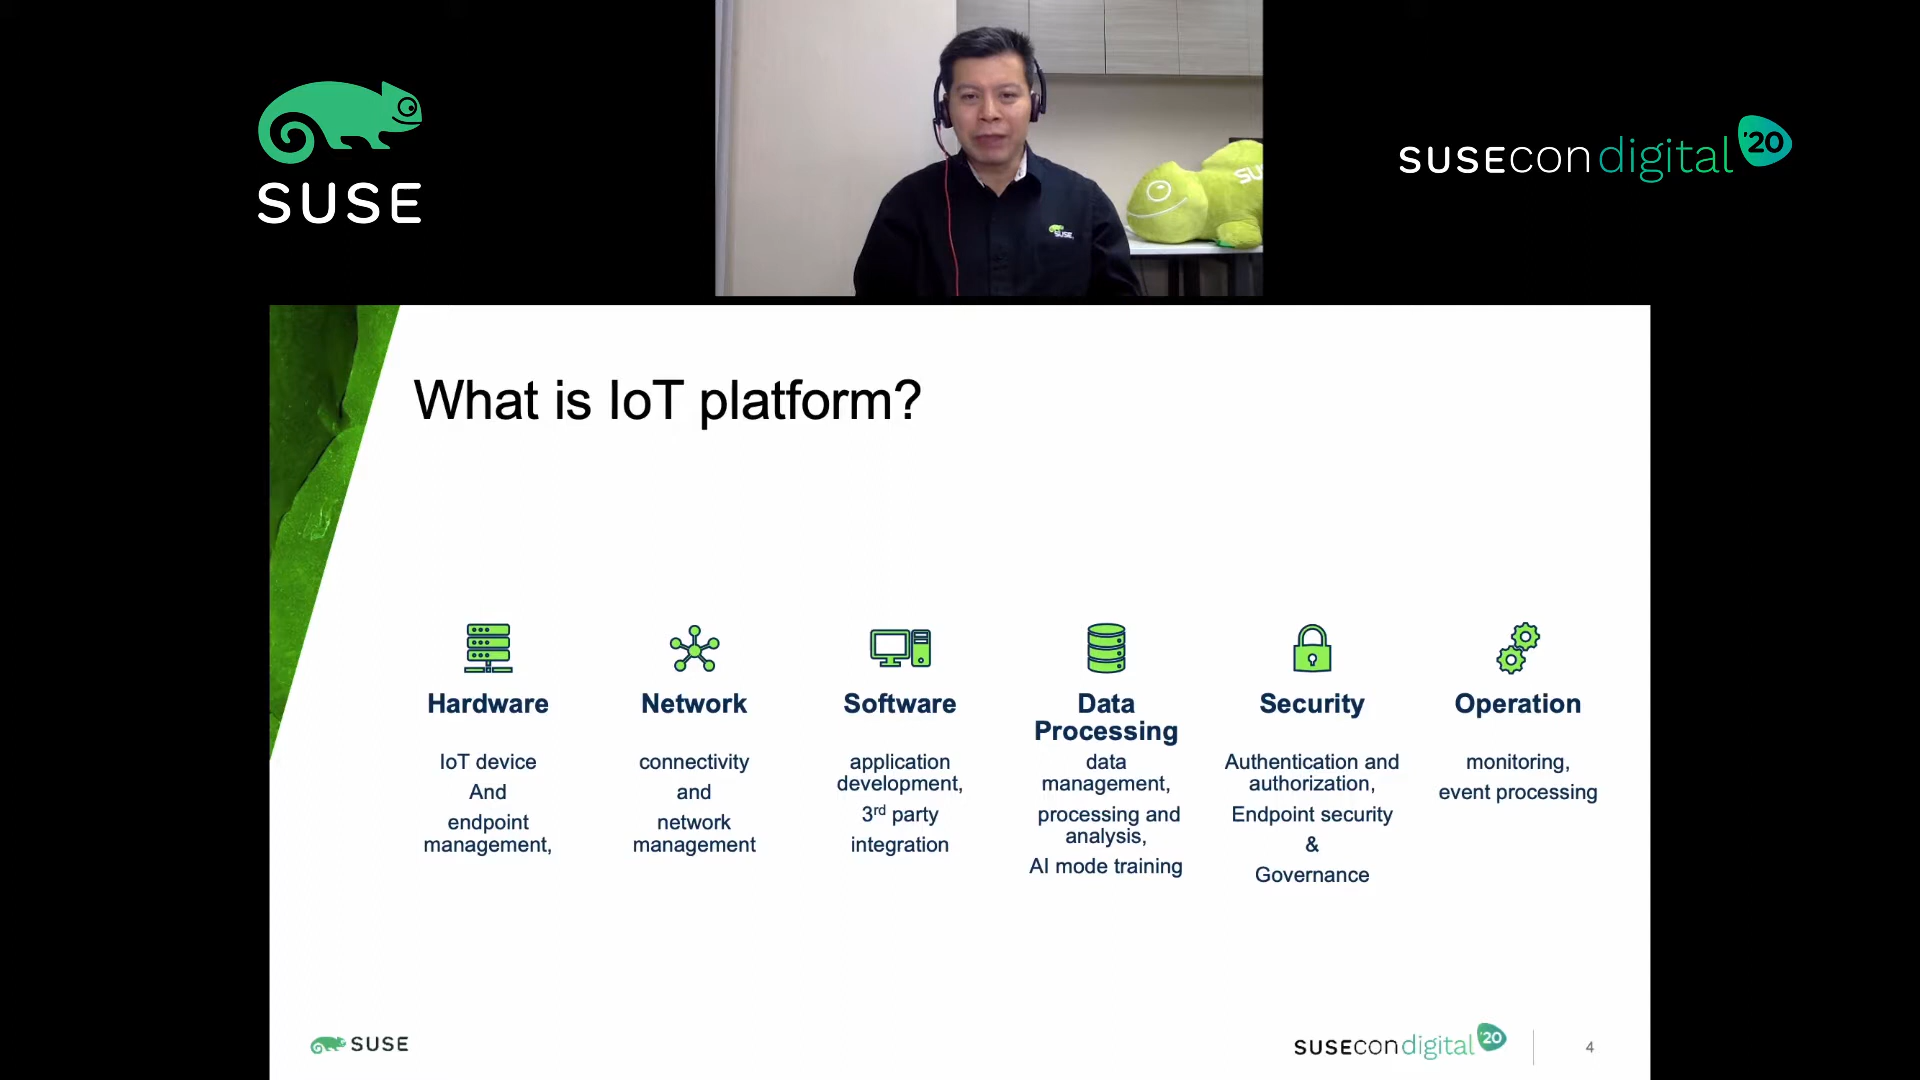 SUSE
SUSEcon digital '20
SUSE
SUS
What is IoT platform?
Hardware
IoT device
And
endpoint
management,
Network
connectivity
and
network
management
Software
application
development,
3rd party
integration
Data
Processing
data
management,
processing and
analysis,
AI mode training
Security
Authentication and
authorization,
Endpoint security
&
Governance
Operation
monitoring,
event processing
SUSE
SUSEcon digital '20
4